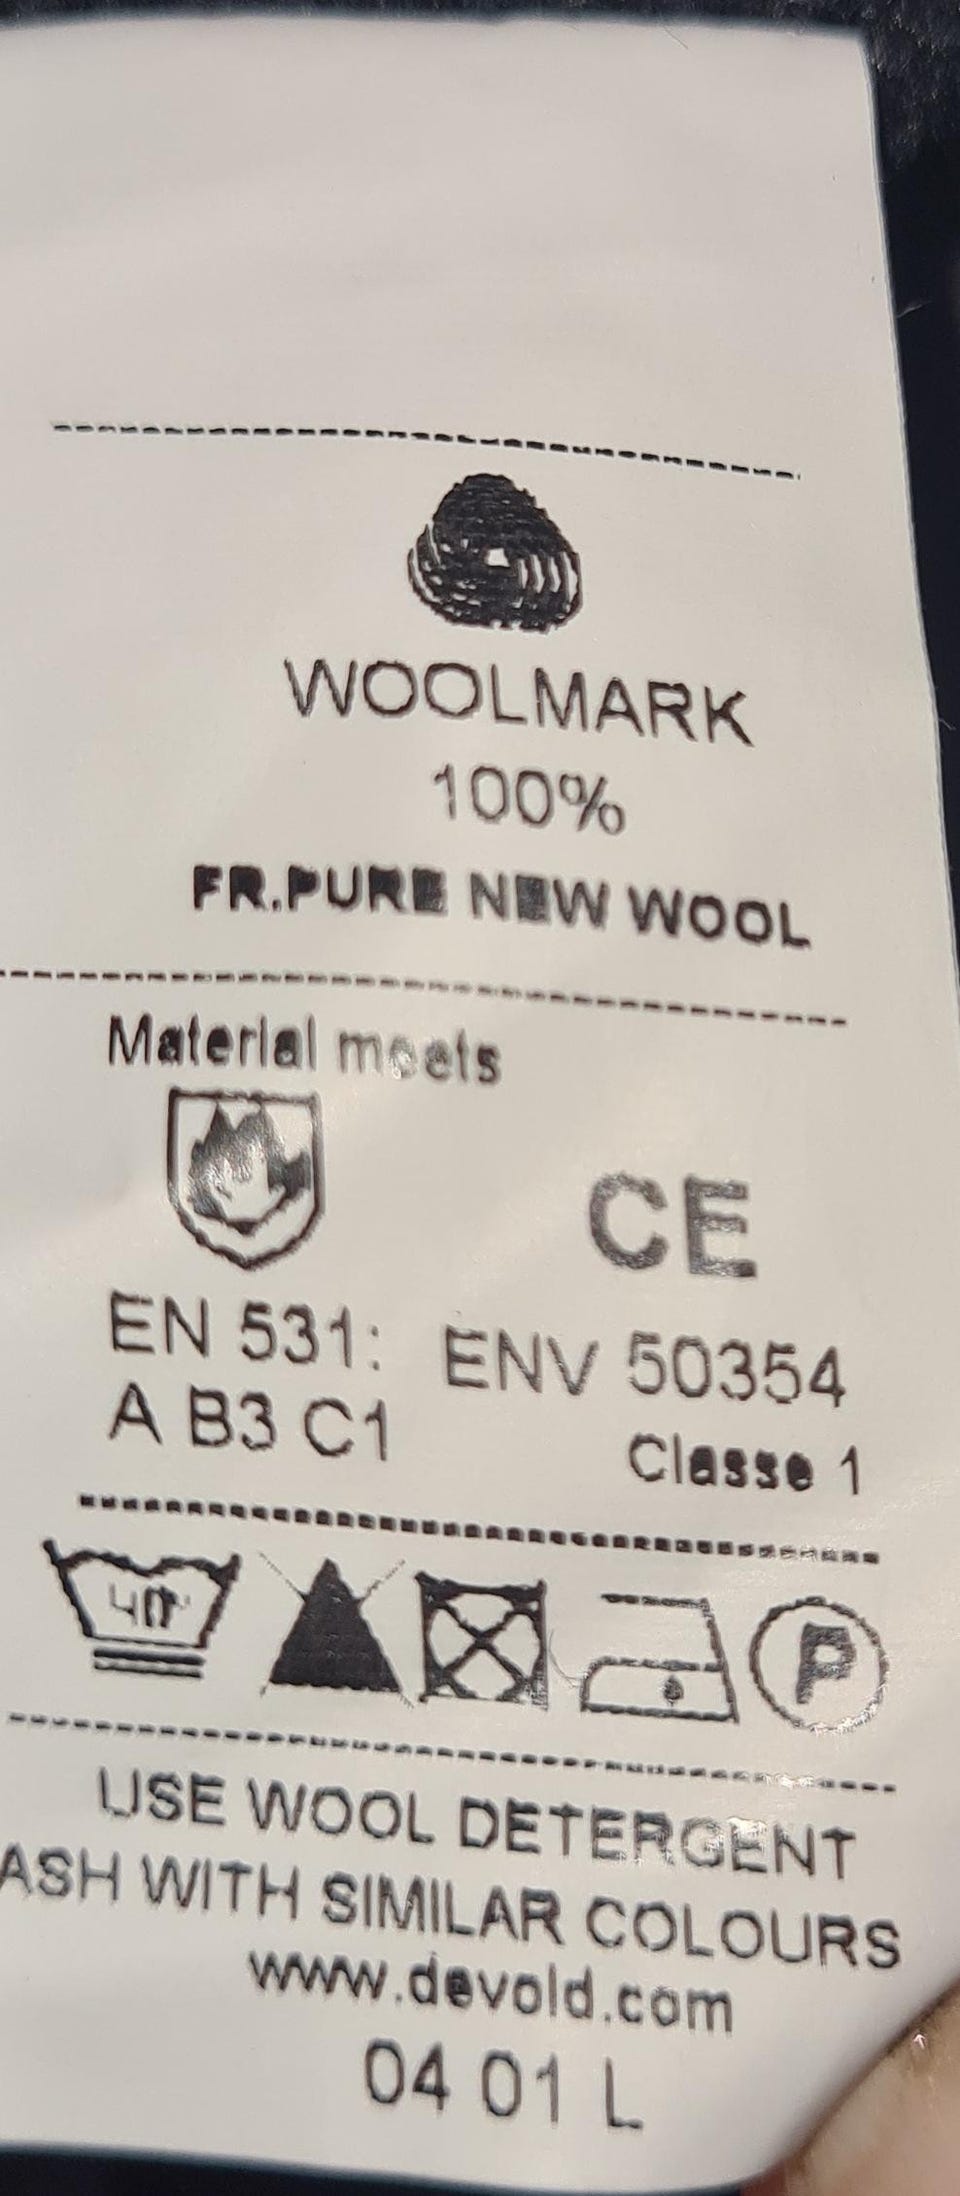 WOOLMARK
100%
FR.PURE NEW WOOL
Material meets
CE
EN 531: ENV 50354
A B3 C1 Classe 1
40° P
USE WOOL DETERGENT
ASH WITH SIMILAR COLOURS
www.devold.com
04 01 L